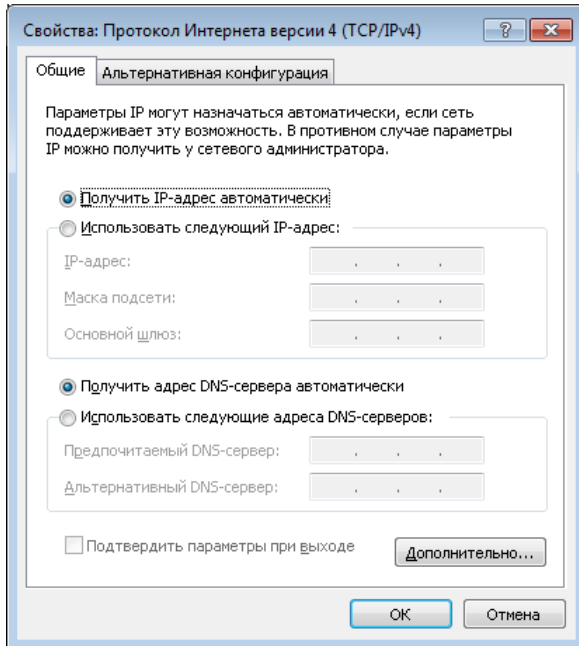 Свойства: Протокол Интернета версии 4 (TCP/IPv4)
Общие
Альтернативная конфигурация
Параметры IP могут назначаться автоматически, если сеть
поддерживает эту возможность. В противном случае параметры
IP можно получить у сетевого администратора.
Получить IP-адрес автоматически
Использовать следующий IP-адрес:
IP-адрес:
Маска подсети:
Основной шлюз:
Получить адрес DNS-сервера автоматически
Использовать следующие адреса DNS-серверов:
Предпочитаемый DNS-сервер:
Альтернативный DNS-сервер:
Подтвердить параметры при выходе
Дополнительно...
ОК
Отмена